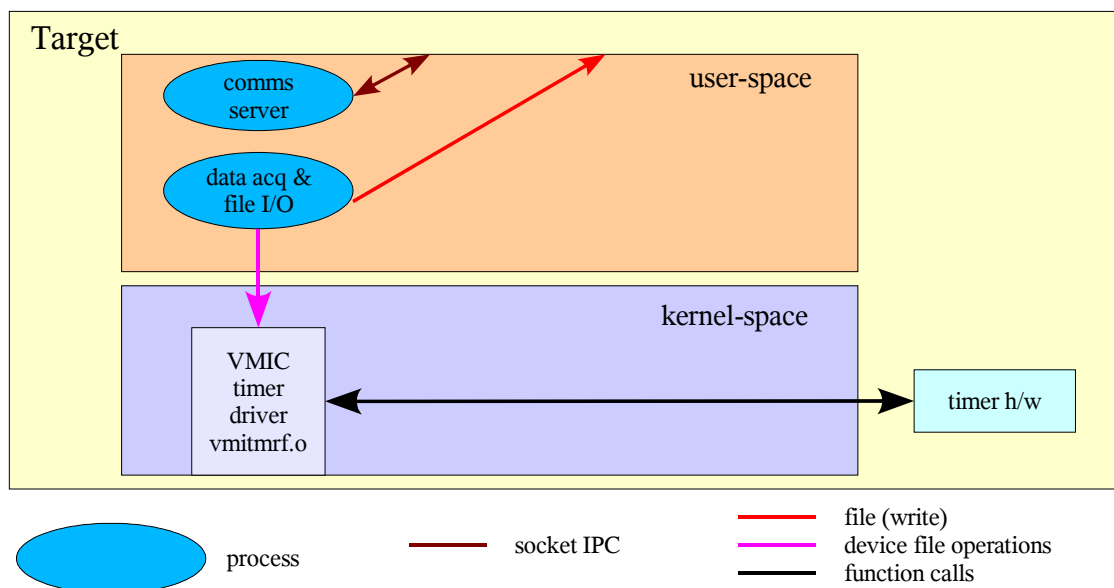 Target
comms
server
user-space
data acq &
file I/O
kernel-space
VMIC
timer
driver
vmitmrf.o
timer h/w
process
socket IPC
file (write)
device file operations
function calls